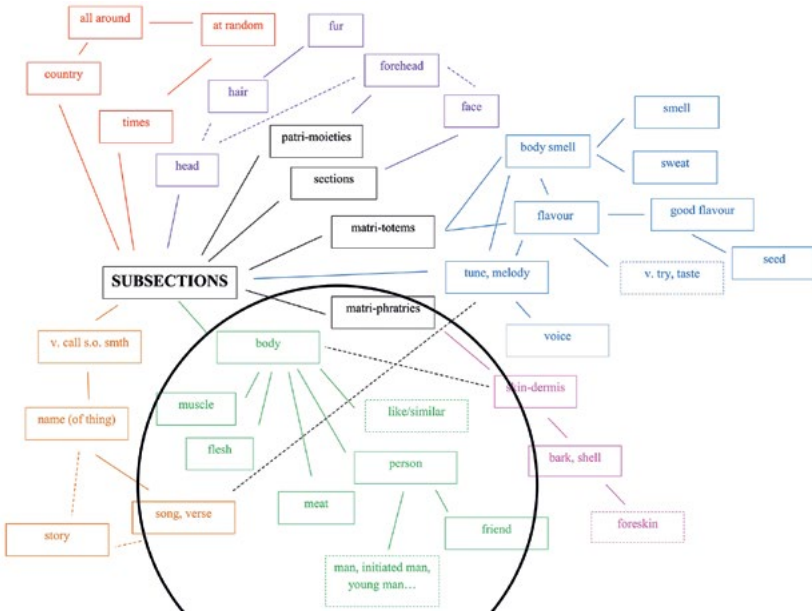 all around
at random
fur
country
forehead
hair
face
smell
times
patri-moieties
body smell
head
sweat
sections
flavour
good flavour
matri-totems
SUBSECTIONS
tune, melody
v. try, taste
seed
matri-phratries
v. call s.o. smth
body
voice
skin-dermis
muscle
like/similar
name (of thing)
flesh
person
bark, shell
meat
song, verse
friend
foreskin
story
man, initiated man,
young man…